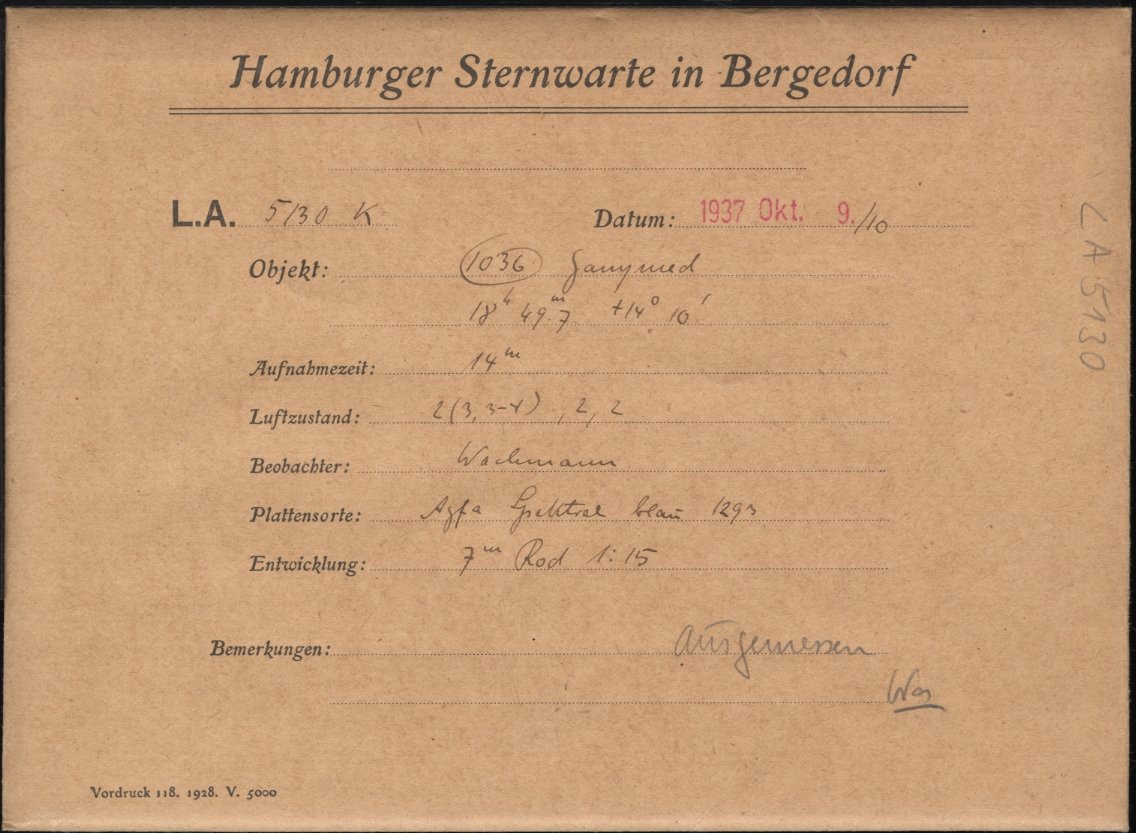 Hamburger Sternwarte in Bergedorf
L.A. 5130 K Datum: 1937 Okt. 9./10
Objekt: 1036 Ganymed
18h 49m.7 +14° 10'
Aufnahmezeit: 14m
Luftzustand: 2(3,3-4), 2, 2
Beobachter: Wachmann
Plattensorte: Agfa Spektral blau 1293
Entwicklung: 7m Rod 1:15
Bemerkungen: Ausgemessen
Wa
Vordruck 118. 1928. V. 5000
LA 5130